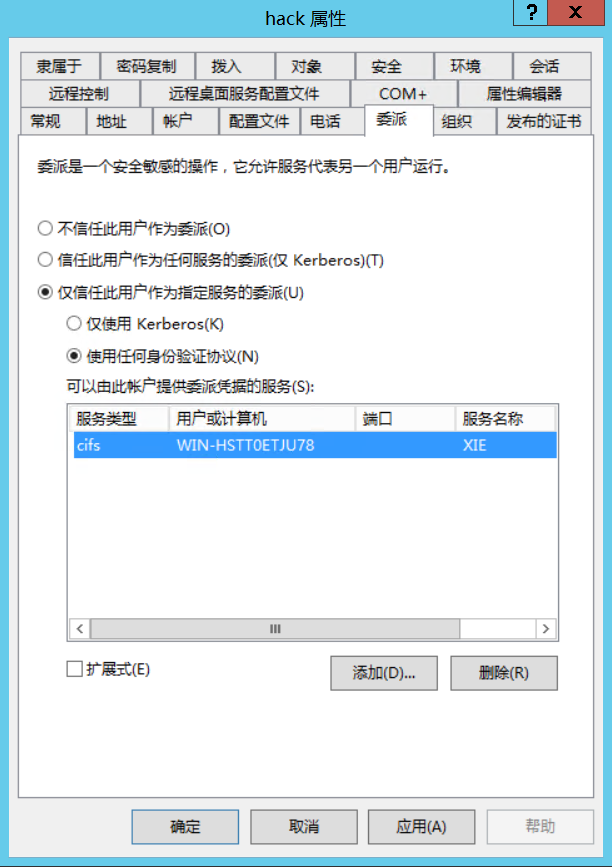 hack 属性
?
x
隶属于 密码复制 拨入 对象 安全 环境 会话
远程控制 远程桌面服务配置文件 COM+ 属性编辑器
常规 地址 帐户 配置文件 电话 委派 组织 发布的证书
委派是一个安全敏感的操作，它允许服务代表另一个用户运行。
不信任此用户作为委派(O)
信任此用户作为任何服务的委派(仅 Kerberos)(T)
仅信任此用户作为指定服务的委派(U)
仅使用 Kerberos(K)
使用任何身份验证协议(N)
可以由此帐户提供委派凭据的服务(S):
服务类型 用户或计算机 端口 服务名称
cifs WIN-HSTT0ETJU78 XIE
扩展式(E) 添加(D)... 删除(R)
确定 取消 应用(A) 帮助